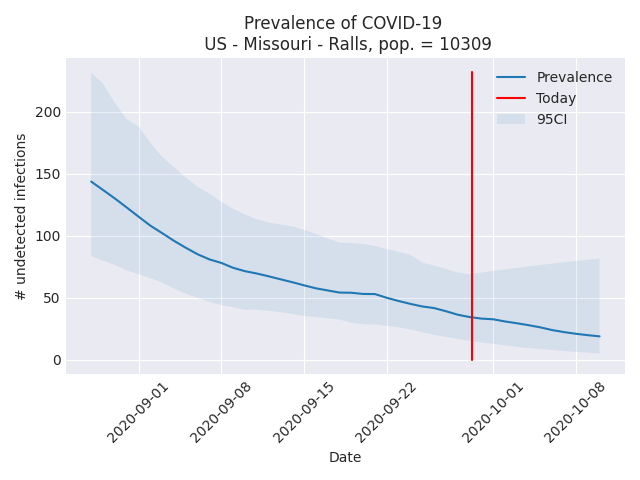 Prevalence of COVID-19
US - Missouri - Ralls, pop. = 10309
Prevalence
Today
95CI
# undetected infections
200
150
100
50
0
2020-09-01
2020-09-08
2020-09-15
2020-09-22
2020-10-01
2020-10-08
Date